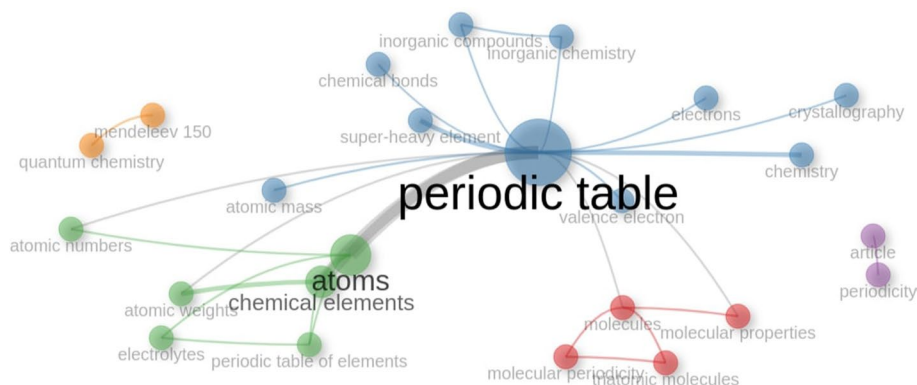 inorganic compounds
inorganic chemistry
chemical bonds
electrons
crystallography
mendeleev 150
super-heavy element
quantum chemistry
chemistry
periodic table
atomic mass
valence electron
atomic numbers
article
atoms
periodicity
chemical elements
atomic weights
molecules
molecular properties
electrolytes
periodic table of elements
molecular periodicity
triatomic molecules